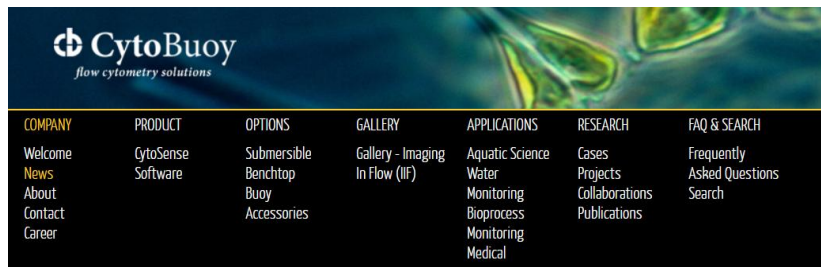 CytoBuoy
flow cytometry solutions
COMPANY PRODUCT OPTIONS GALLERY APPLICATIONS RESEARCH FAQ & SEARCH
Welcome CytoSense Submersible Gallery - Imaging Aquatic Science Cases Frequently
News Software Benchtop In Flow (IIF) Water Projects Asked Questions
About Buoy Monitoring Collaborations Search
Contact Accessories Bioprocess Publications
Career Monitoring
Medical